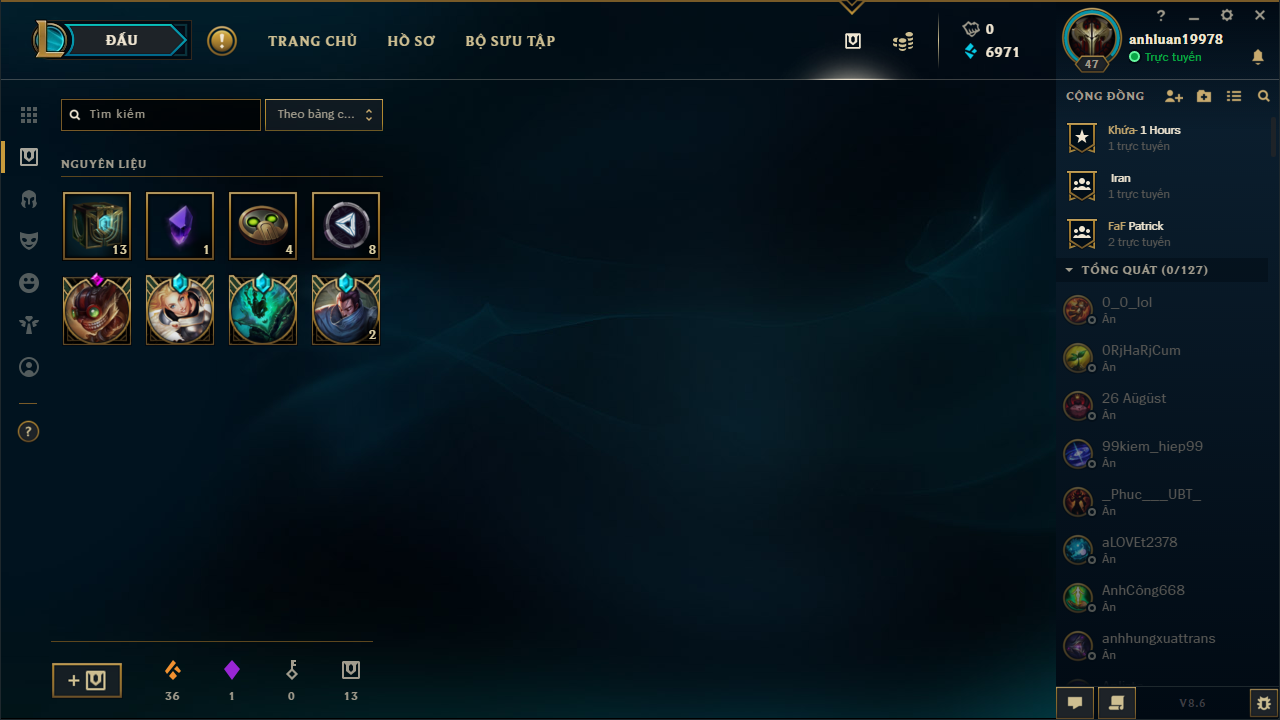 ĐẤU
!
TRANG CHỦ
HỒ SƠ
BỘ SƯU TẬP
0
6971
?
47
anhluan19978
Trực tuyến
Tìm kiếm
Theo bảng c...
NGUYÊN LIỆU
13
1
4
8
2
?
36
1
0
13
CỘNG ĐỒNG
Khứa- 1 Hours
1 trực tuyến
Iran
1 trực tuyến
FaF Patrick
2 trực tuyến
TỔNG QUÁT (0/127)
0_0_lol
Ẩn
0RjHaRjCum
Ẩn
26 Aügüst
Ẩn
99kiem_hiep99
Ẩn
_Phuc___UBT_
Ẩn
aLOVEt2378
Ẩn
AnhCông668
Ẩn
anhhungxuattrans
Ẩn
V8.6